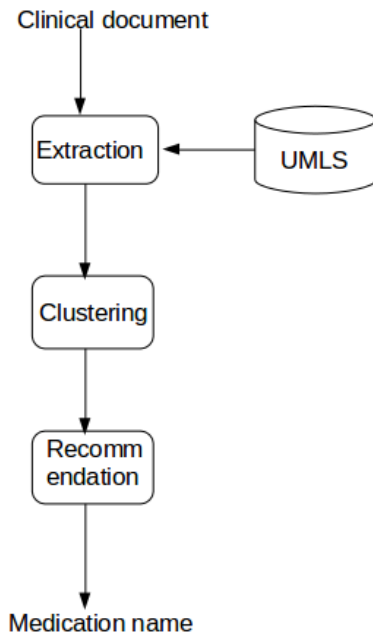 Clinical document
Extraction
UMLS
Clustering
Recomm
endation
Medication name